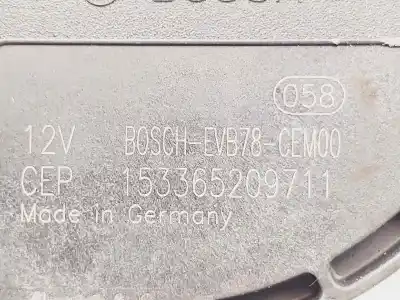 058
12V BOSCH-EVB78-CEM00
CEP 153365209711
Made in Germany